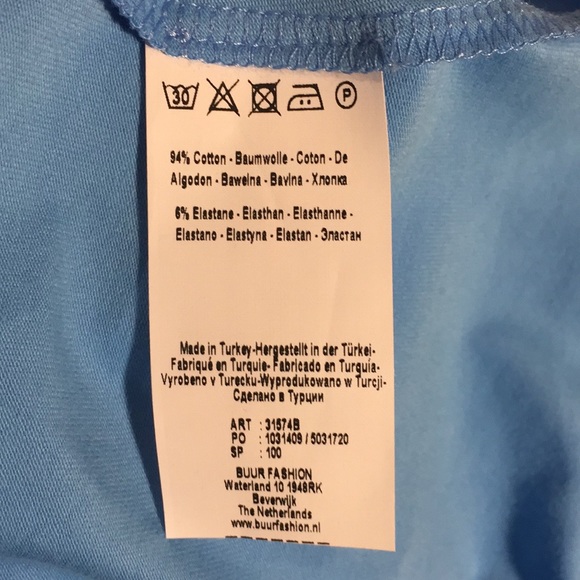 30 P
94% Cotton - Baumwolle - Coton - De
Algodon - Bawelna - Bavlna - Хлопка
6% Elastane - Elasthan - Elasthanne -
Elastano - Elastyna - Elastan - Эластан
Made in Turkey-Hergestellt in der Türkei-
Fabriqué en Turquie- Fabricado en Turquia-
Vyrobeno v Turecku-Wyprodukowano w Turcji-
Сделано в Турции
ART : 31574B
PO : 1031409 / 5031720
SP : 100
BUUR FASHION
Waterland 10 1948RK
Beverwijk
The Netherlands
www.buurfashion.nl